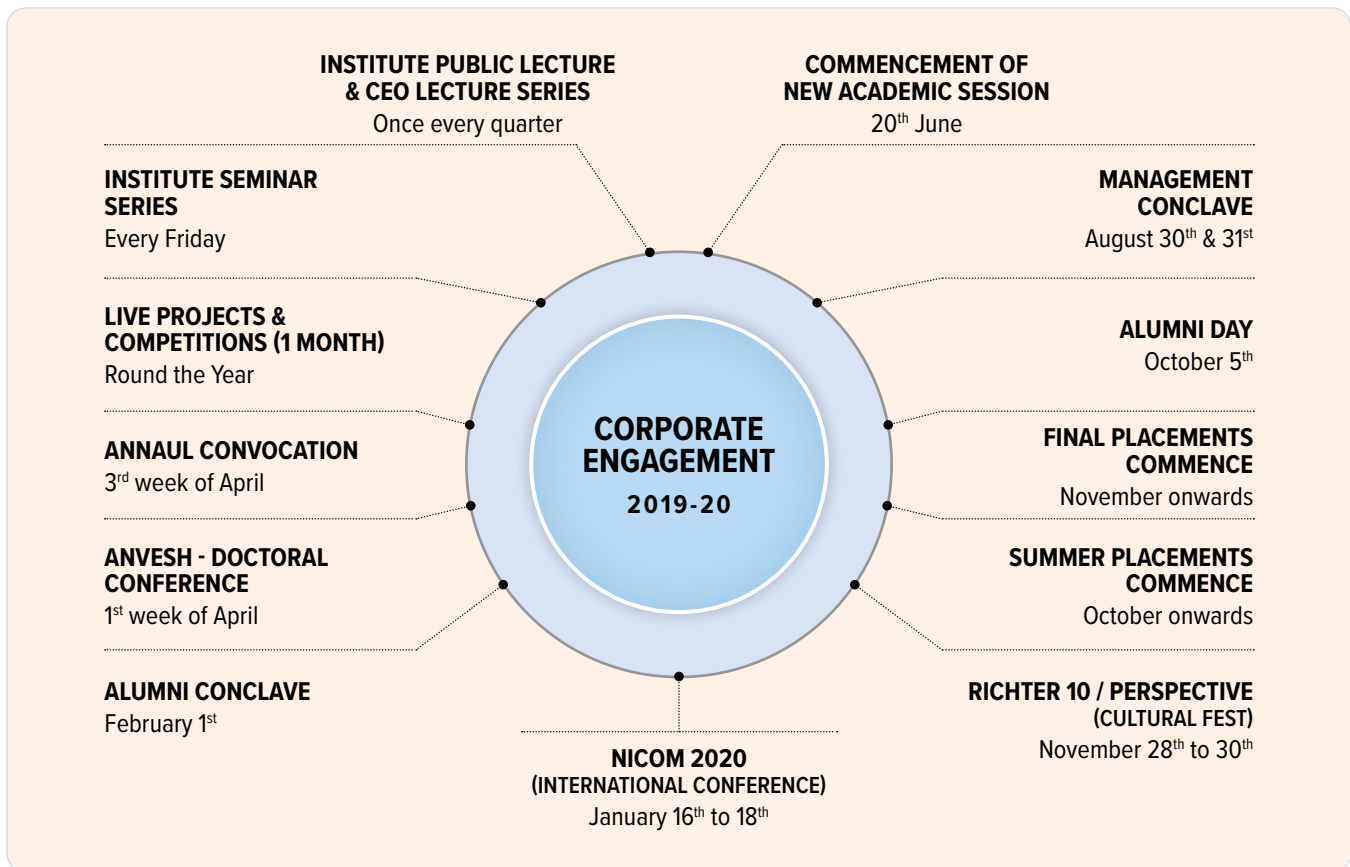 INSTITUTE PUBLIC LECTURE
& CEO LECTURE SERIES
Once every quarter
COMMENCEMENT OF
NEW ACADEMIC SESSION
20th June
INSTITUTE SEMINAR
SERIES
Every Friday
MANAGEMENT
CONCLAVE
August 30th & 31st
LIVE PROJECTS &
COMPETITIONS (1 MONTH)
Round the Year
ALUMNI DAY
October 5th
CORPORATE
ENGAGEMENT
2019-20
ANNAUL CONVOCATION
3rd week of April
FINAL PLACEMENTS
COMMENCE
November onwards
ANVESH - DOCTORAL
CONFERENCE
1st week of April
SUMMER PLACEMENTS
COMMENCE
October onwards
ALUMNI CONCLAVE
February 1st
RICHTER 10 / PERSPECTIVE
(CULTURAL FEST)
November 28th to 30th
NICOM 2020
(INTERNATIONAL CONFERENCE)
January 16th to 18th